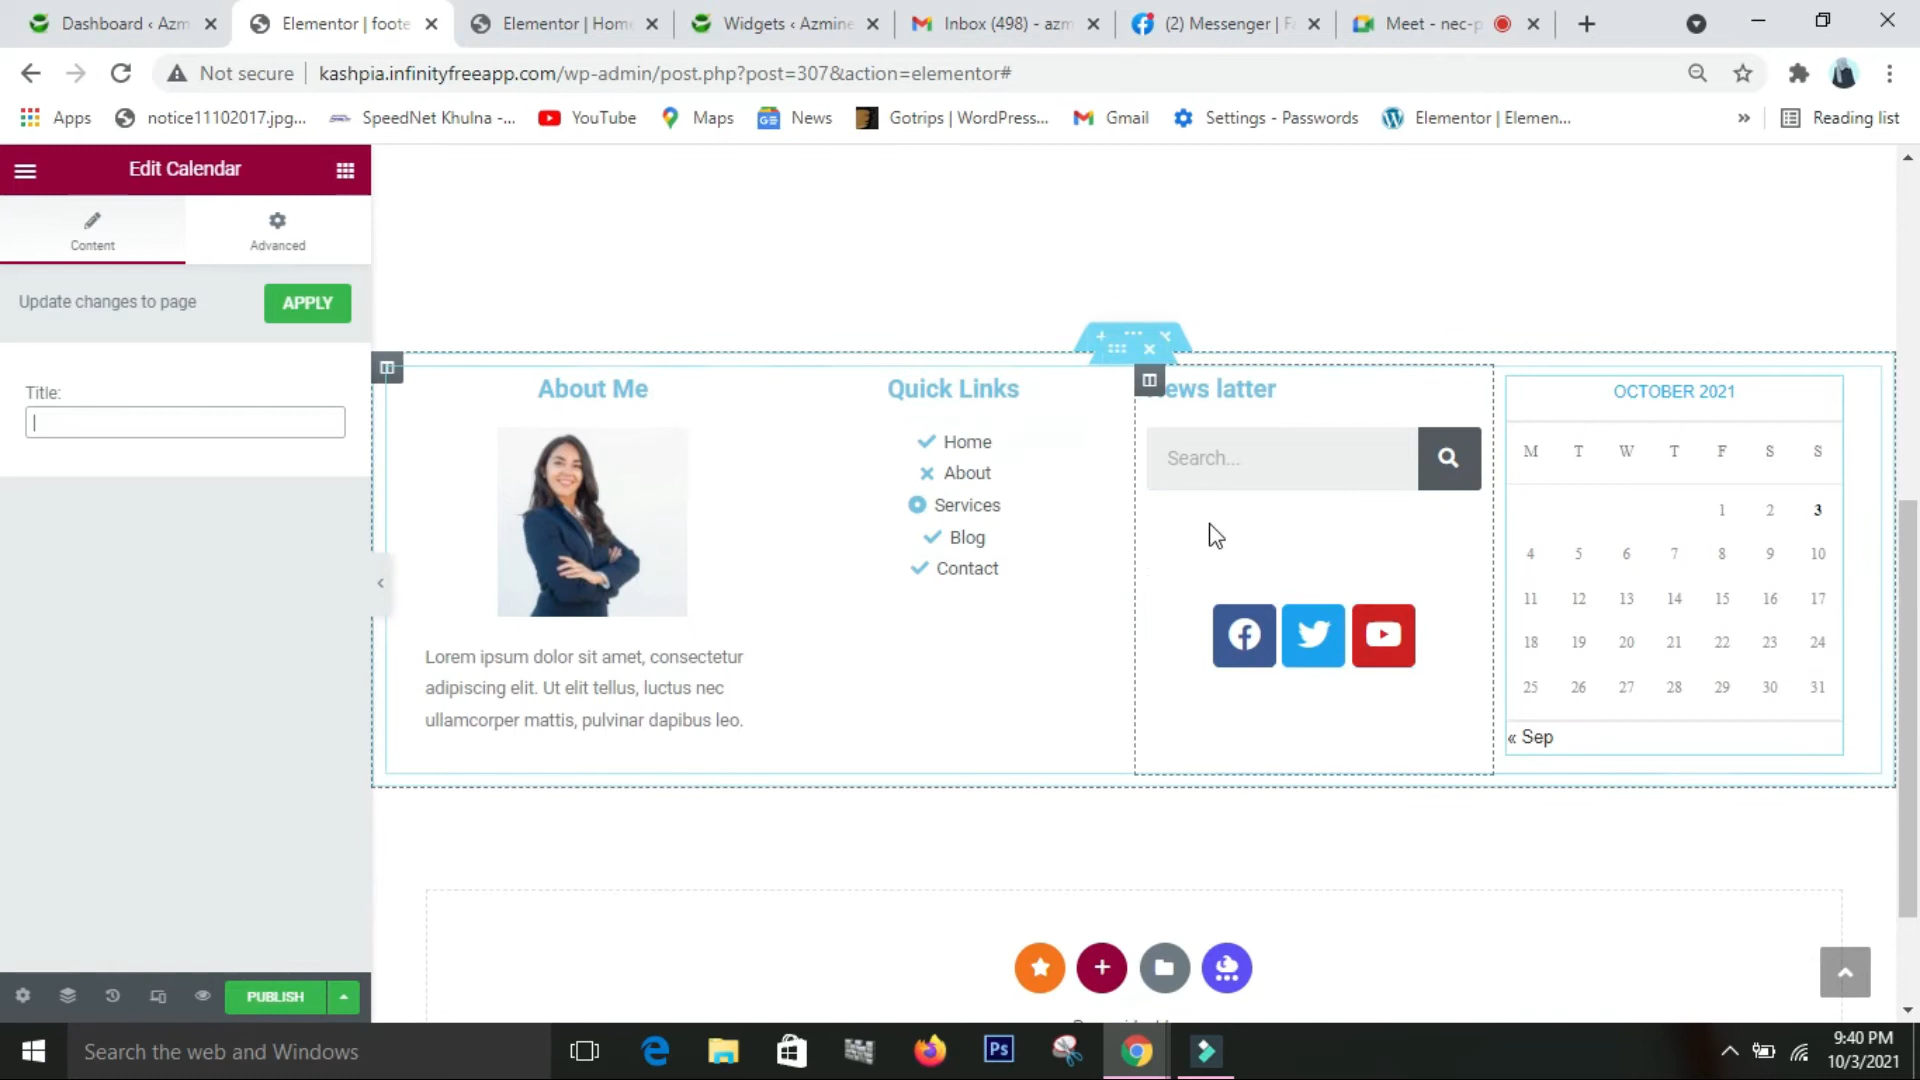 Dashboard ‹ Azm
Elementor | foote
Elementor | Home
Widgets ‹ Azmine
Inbox (498) - azm
(2) Messenger | Fa
Meet - nec-p
Not secure
kashpia.infinityfreeapp.com/wp-admin/post.php?post=307&action=elementor#
Apps
notice11102017.jpg...
SpeedNet Khulna -...
YouTube
Maps
News
Gotrips | WordPress...
Gmail
Settings - Passwords
Elementor | Elemen...
»
Reading list
Edit Calendar
Content
Advanced
Update changes to page
APPLY
Title:
About Me
Lorem ipsum dolor sit amet, consectetur
adipiscing elit. Ut elit tellus, luctus nec
ullamcorper mattis, pulvinar dapibus leo.
Quick Links
Home
About
Services
Blog
Contact
ews latter
Search...
OCTOBER 2021
M T W T F S S
1 2 3
4 5 6 7 8 9 10
11 12 13 14 15 16 17
18 19 20 21 22 23 24
25 26 27 28 29 30 31
« Sep
PUBLISH
Search the web and Windows
Ps
9:40 PM
10/3/2021